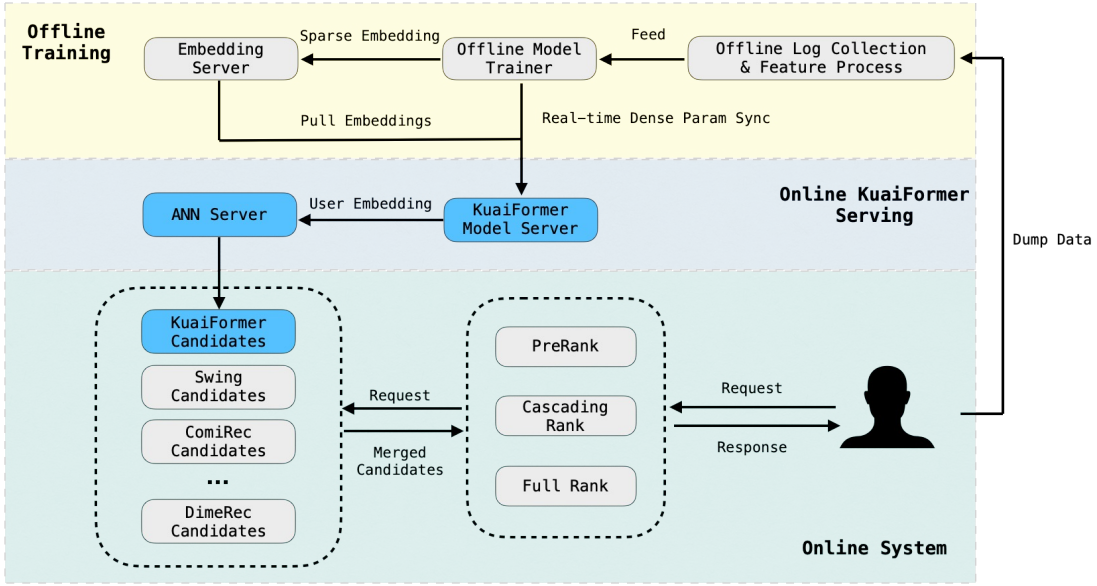 Offline
Training
Embedding
Server
Sparse Embedding
Offline Model
Trainer
Feed
Offline Log Collection
& Feature Process
Pull Embeddings
Real-time Dense Param Sync
Online KuaiFormer
Serving
ANN Server
User Embedding
KuaiFormer
Model Server
Dump Data
KuaiFormer
Candidates
Swing
Candidates
ComiRec
Candidates
...
DimeRec
Candidates
Request
Merged
Candidates
PreRank
Cascading
Rank
Full Rank
Request
Response
Online System